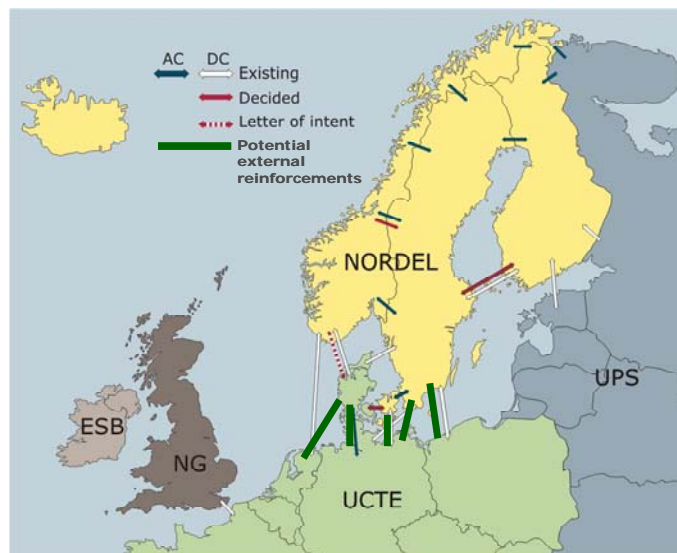 AC DC
Existing
Decided
Letter of intent
Potential
external
reinforcements
NORDEL
UPS
ESB
NG
UCTE